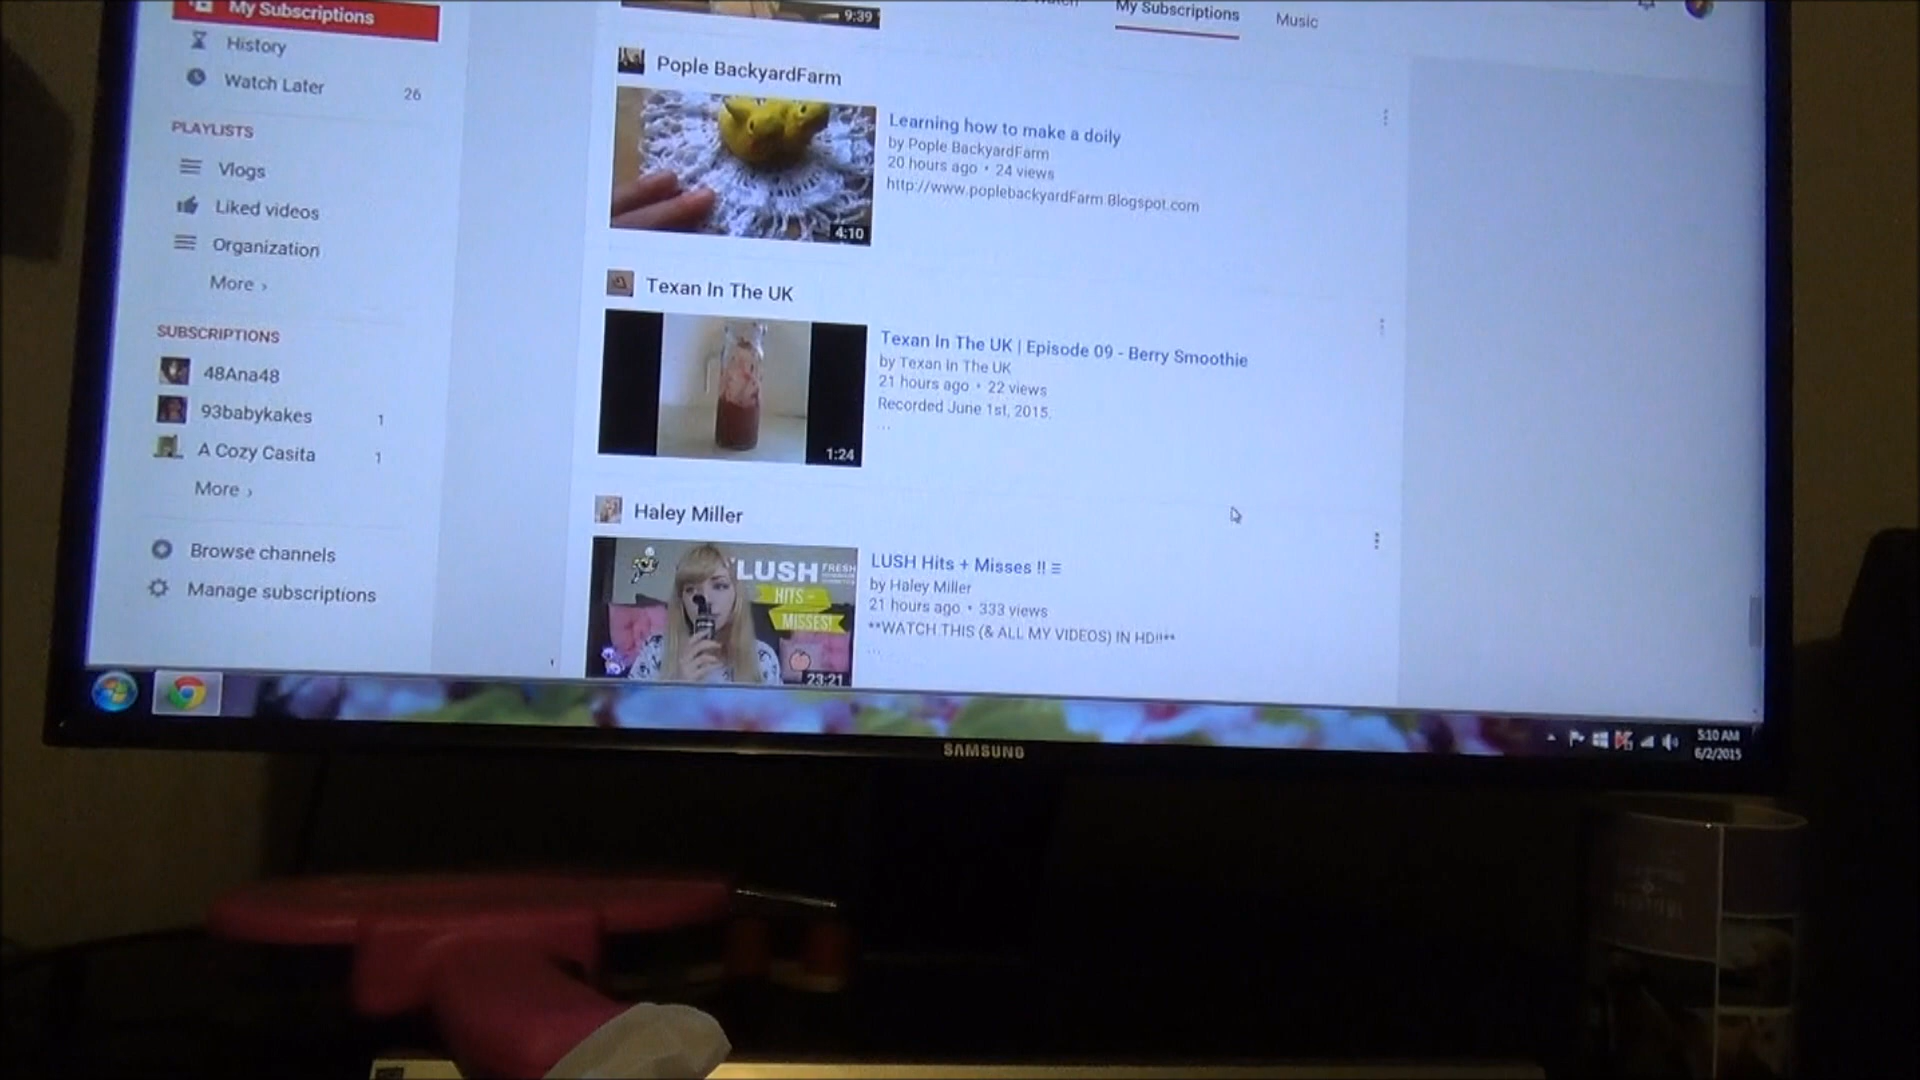 My Subscriptions
History
Watch Later 26
PLAYLISTS
Vlogs
Liked videos
Organization
More ›
SUBSCRIPTIONS
48Ana48
93babykakes 1
A Cozy Casita 1
More ›
Browse channels
Manage subscriptions
My Subscriptions
Music
9:39
Pople BackyardFarm
4:10
Learning how to make a doily
by Pople BackyardFarm
20 hours ago • 24 views
http://www.poplebackyardFarm.Blogspot.com
Texan In The UK
1:24
Texan In The UK | Episode 09 - Berry Smoothie
by Texan In The UK
21 hours ago • 22 views
Recorded June 1st, 2015.
...
Haley Miller
LUSH FRESH
HITS +
MISSES!
23:21
LUSH Hits + Misses !! ☰
by Haley Miller
21 hours ago • 333 views
**WATCH THIS (& ALL MY VIDEOS) IN HD!!**
...
5:10 AM
6/2/2015
SAMSUNG